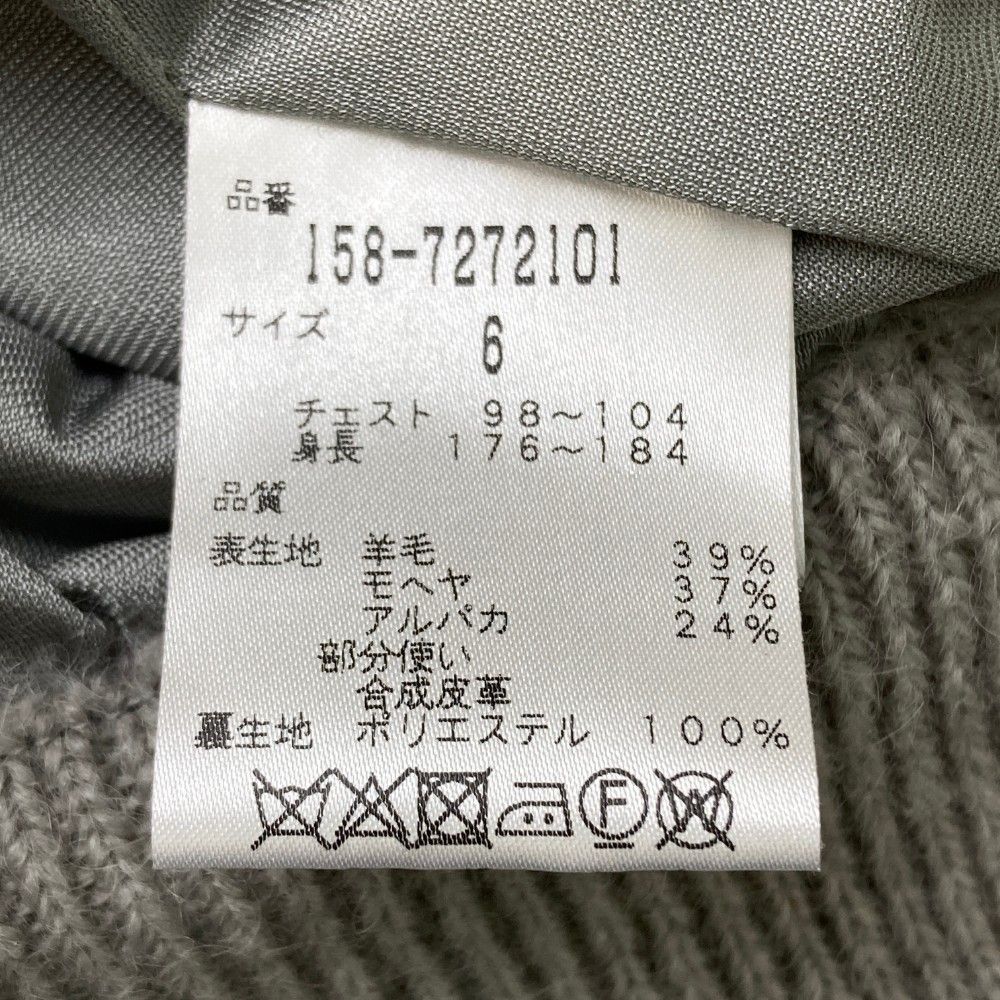 品番
158-7272101
サイズ 6
チェスト 98～104
身長 176～184
品質
表生地 羊毛 39%
モヘヤ 37%
アルパカ 24%
部分使い
合成皮革
裏生地 ポリエステル 100%
F W